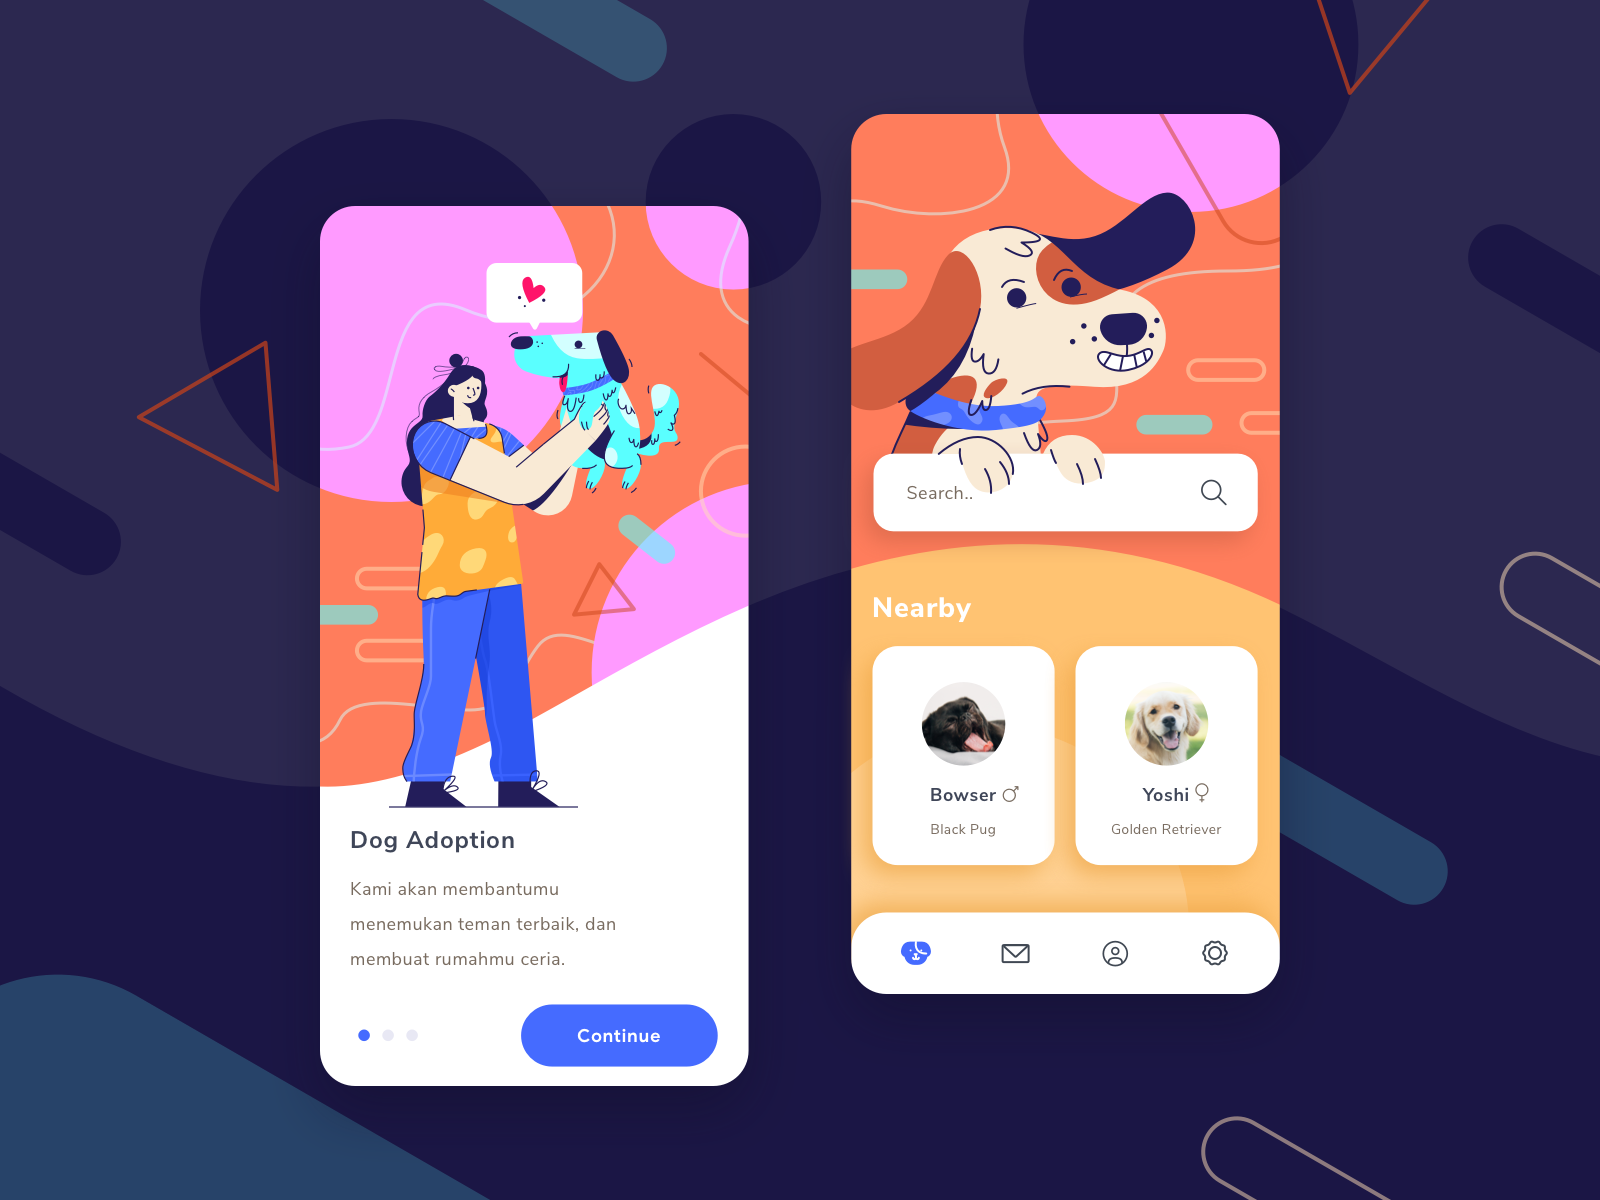 Dog Adoption
Kami akan membantumu
menemukan teman terbaik, dan
membuat rumahmu ceria.
Continue
Search..
Nearby
Bowser
Black Pug
Yoshi
Golden Retriever